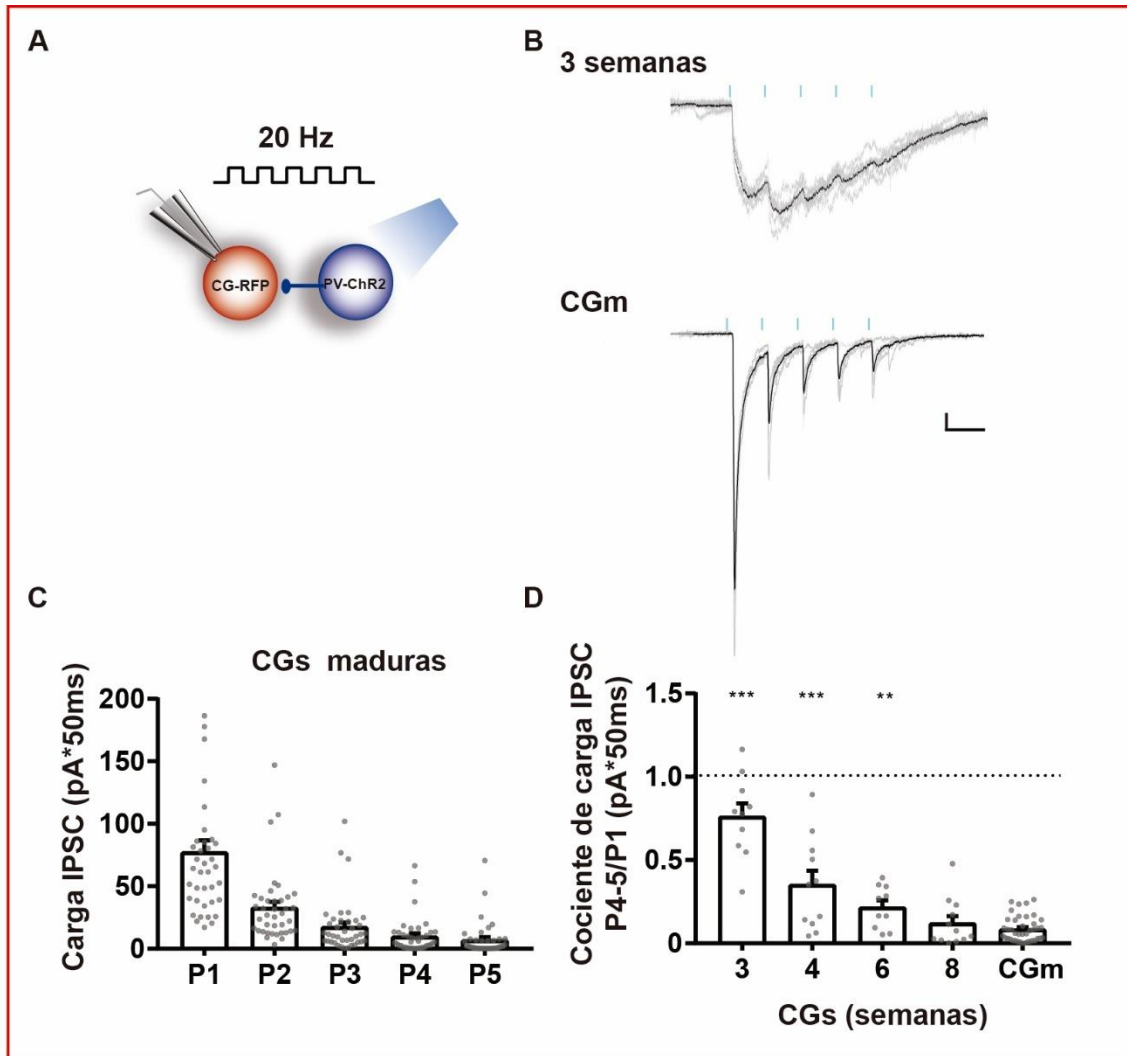 A
20 Hz
CG-RFP
PV-ChR2
B
3 semanas
CGm
C
CGs maduras
Carga IPSC (pA*50ms)
200
150
100
50
0
P1 P2 P3 P4 P5
D
Cociente de carga IPSC
P4-5/P1 (pA*50ms)
*** *** **
1.5
1.0
0.5
0
3 4 6 8 CGm
CGs (semanas)